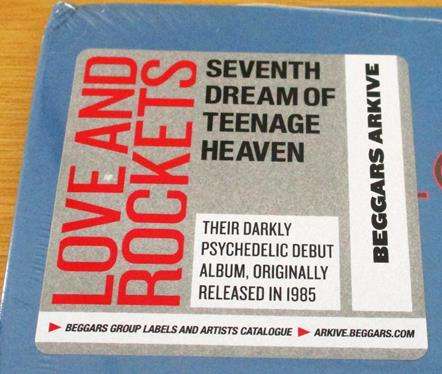 LOVE AND
ROCKETS
SEVENTH
DREAM OF
TEENAGE
HEAVEN
THEIR DARKLY
PSYCHEDELIC DEBUT
ALBUM, ORIGINALLY
RELEASED IN 1985
BEGGARS ARKIVE
BEGGARS GROUP LABELS AND ARTISTS CATALOGUE
ARKIVE.BEGGARS.COM